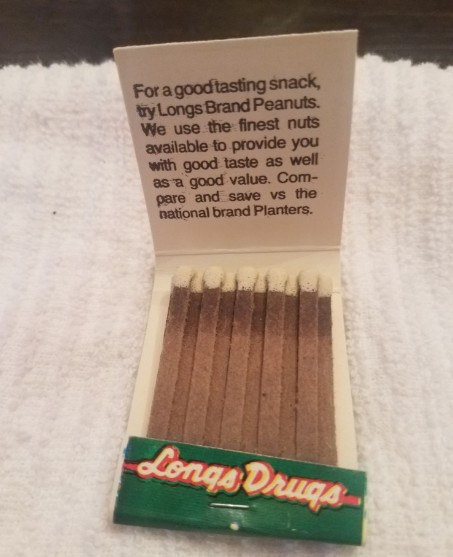 For a good tasting snack,
try Longs Brand Peanuts.
We use the finest nuts
available to provide you
with good taste as well
as a good value. Com-
pare and save vs the
national brand Planters.
Longs Drugs